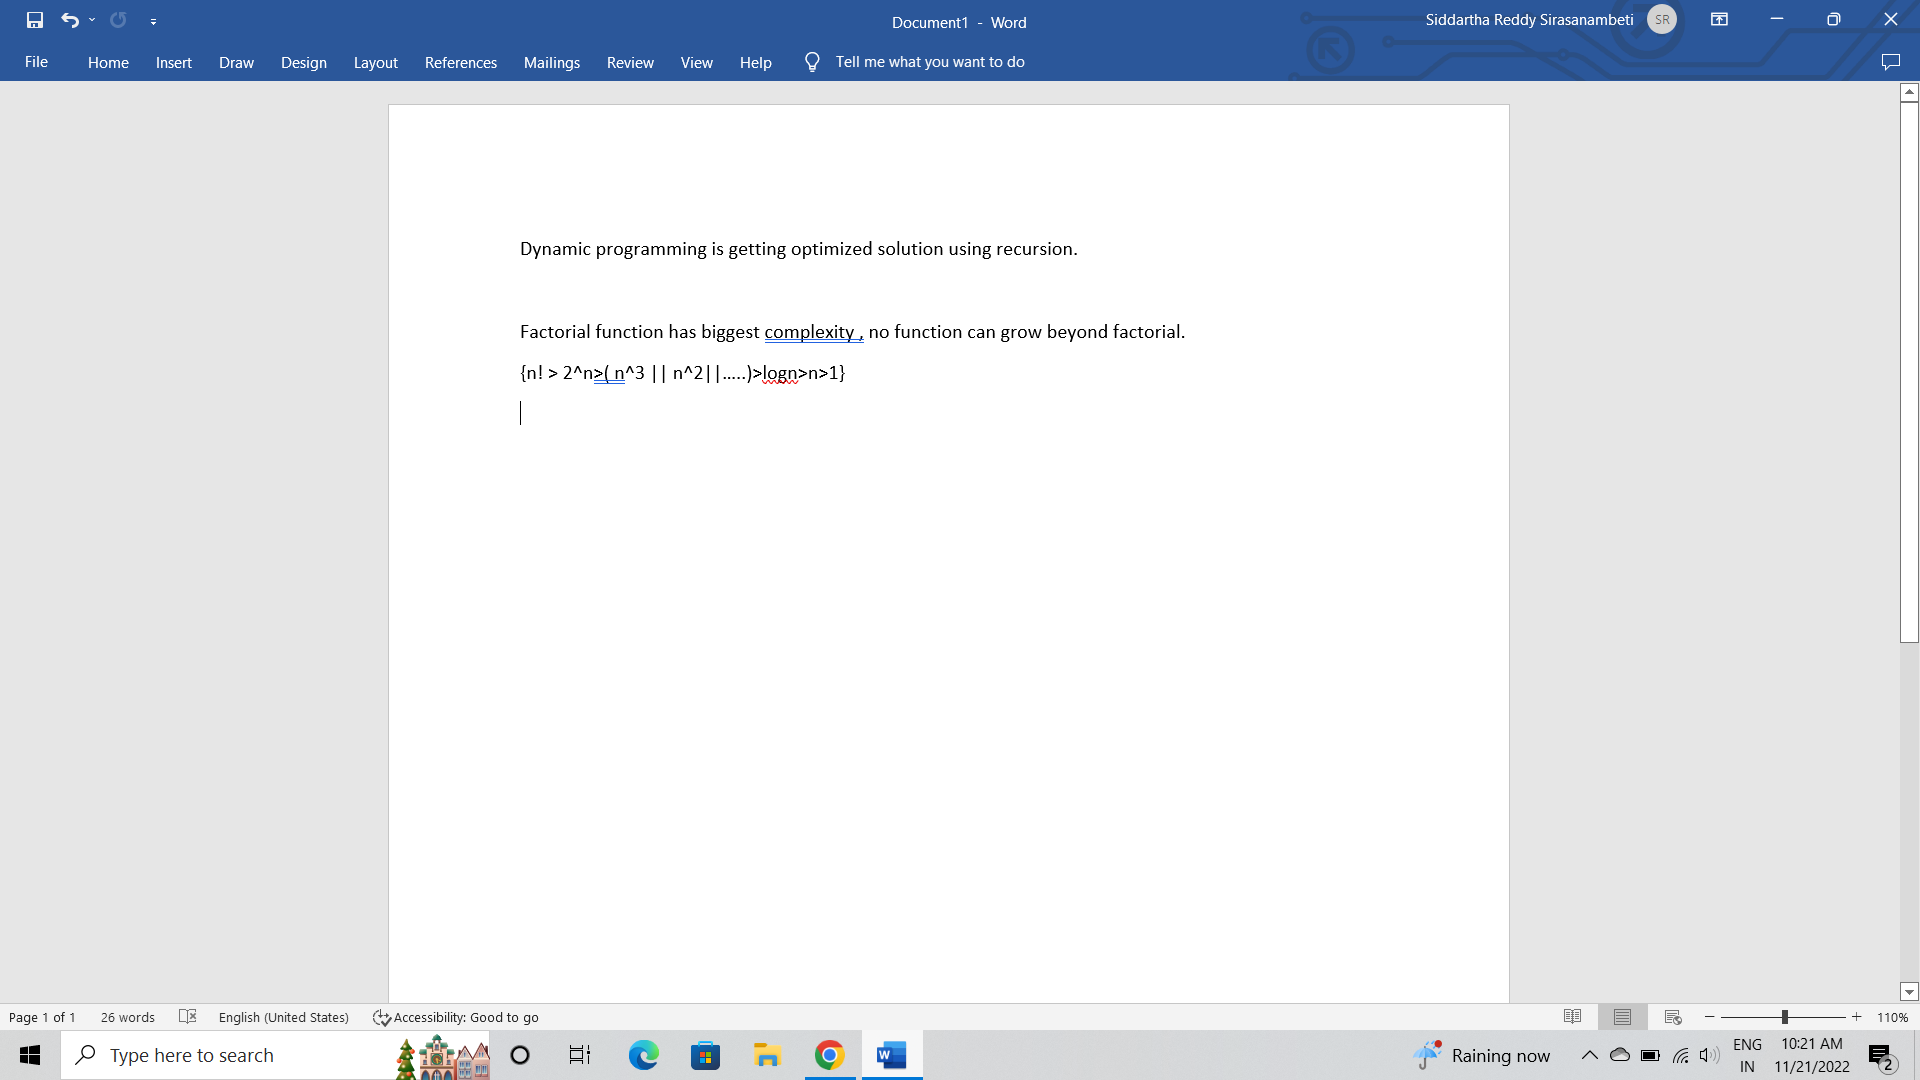 Document1 - Word
Siddartha Reddy Sirasanambeti
SR
File Home Insert Draw Design Layout References Mailings Review View Help Tell me what you want to do
Dynamic programming is getting optimized solution using recursion.
Factorial function has biggest complexity , no function can grow beyond factorial.
{n! > 2^n>( n^3 || n^2||.....)>logn>n>1}
Page 1 of 1 26 words English (United States) Accessibility: Good to go 110%
Type here to search
W
Raining now
ENG
IN
10:21 AM
11/21/2022
2